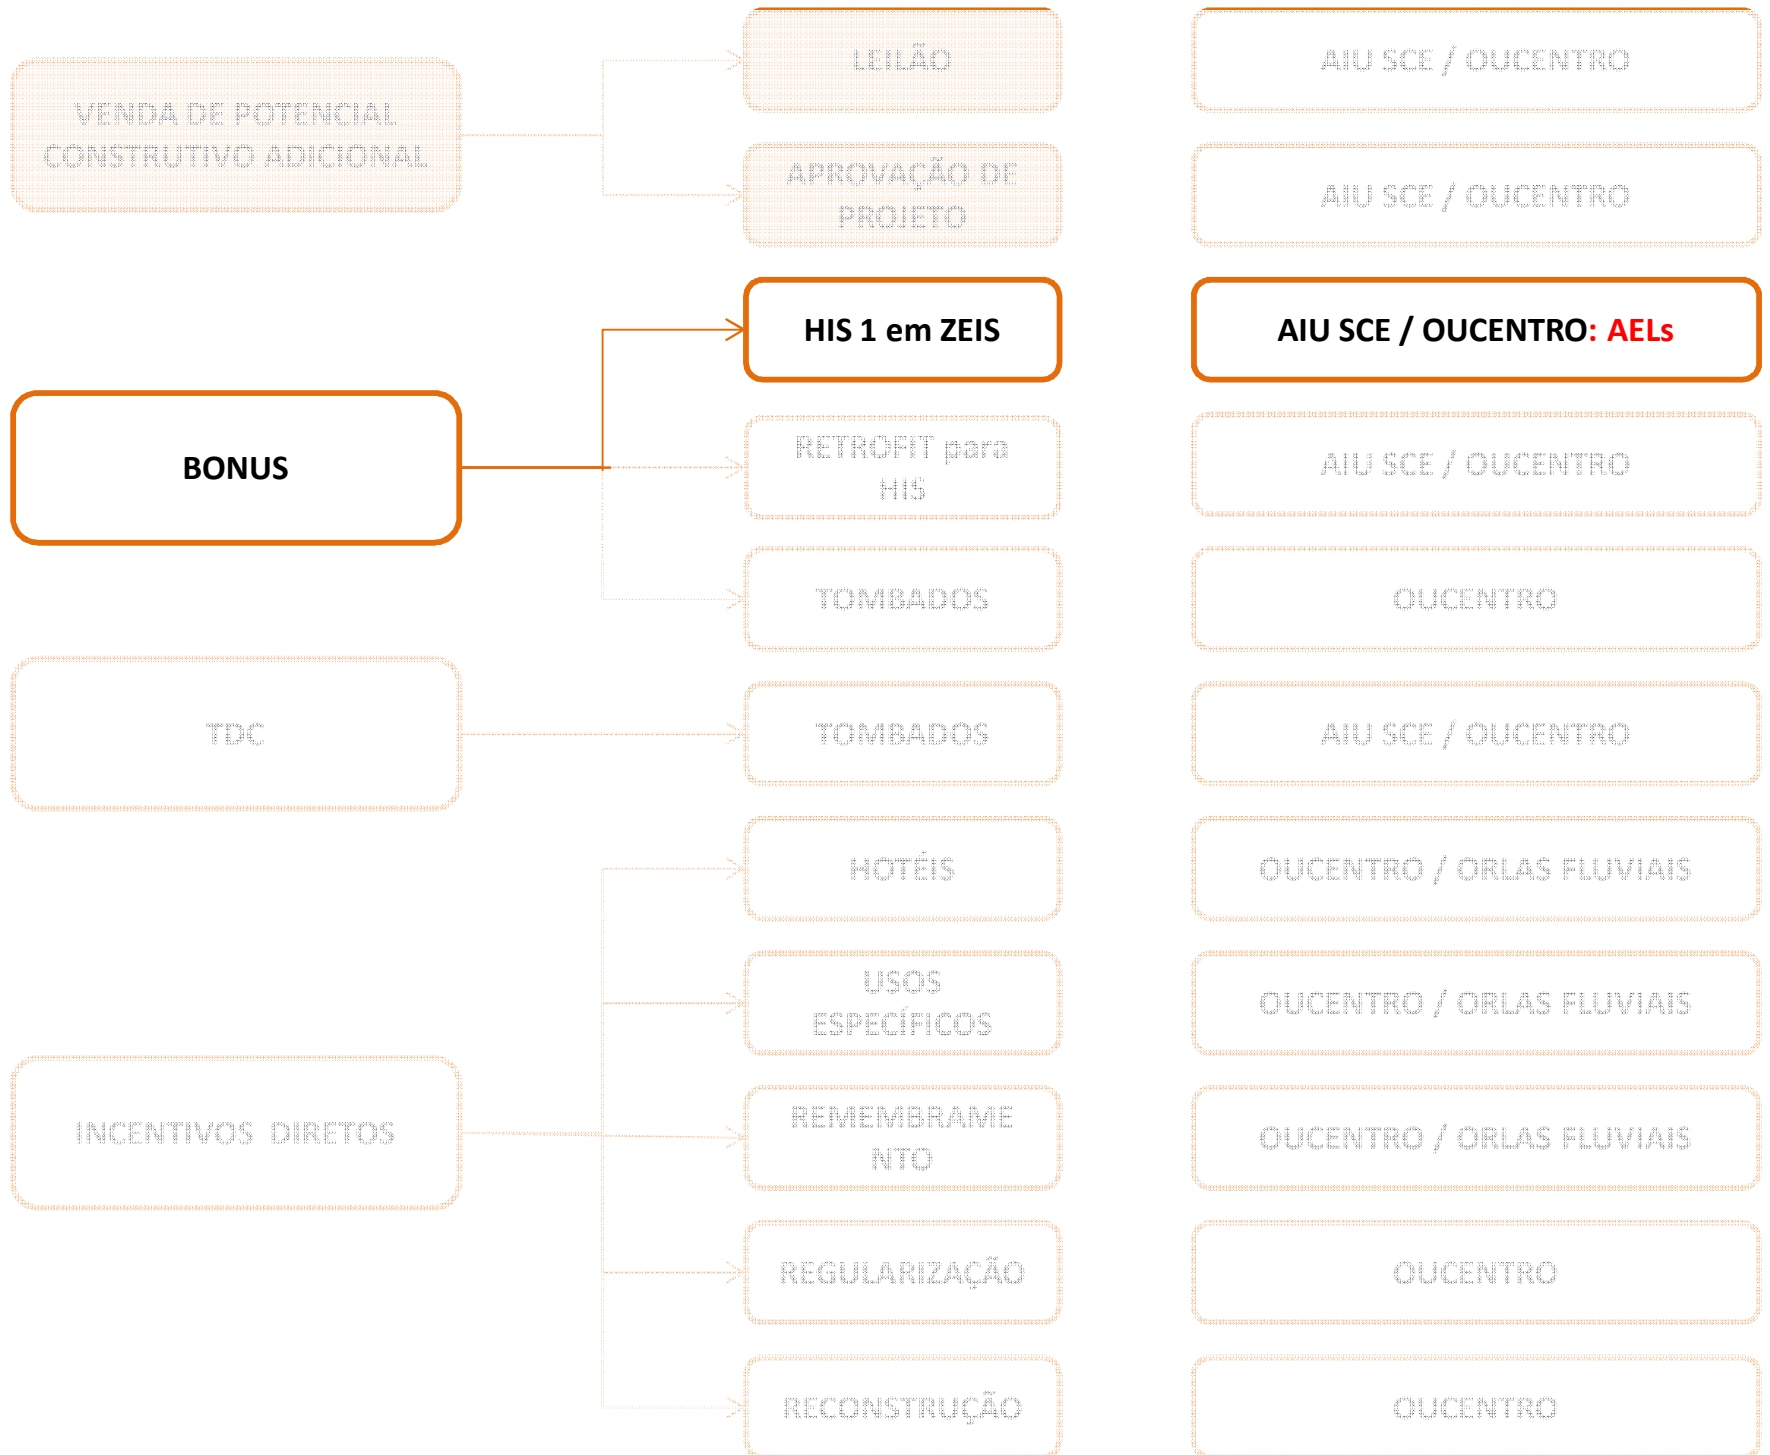 LEILÃO
AIU SCE / OUCENTRO
VENDA DE POTENCIAL
CONSTRUTIVO ADICIONAL
APROVAÇÃO DE
PROJETO
AIU SCE / OUCENTRO
HIS 1 em ZEIS
AIU SCE / OUCENTRO: AELs
BONUS
RETROFIT para
HIS
AIU SCE / OUCENTRO
TOMBADOS
OUCENTRO
TDC
TOMBADOS
AIU SCE / OUCENTRO
HOTÉIS
OUCENTRO / ORLAS FLUVIAIS
USOS
ESPECÍFICOS
OUCENTRO / ORLAS FLUVIAIS
INCENTIVOS DIRETOS
REMEMBRAME
NTO
OUCENTRO / ORLAS FLUVIAIS
REGULARIZAÇÃO
OUCENTRO
RECONSTRUÇÃO
OUCENTRO